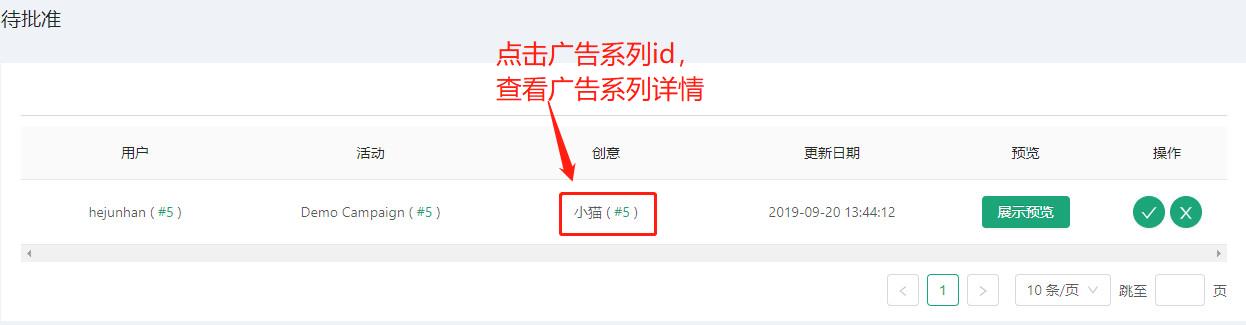 待批准
点击广告系列id，
查看广告系列详情
用户 活动 创意 更新日期 预览 操作
hejunhan ( #5 ) Demo Campaign ( #5 ) 小猫 ( #5 ) 2019-09-20 13:44:12 展示预览
1 10 条/页 跳至 页